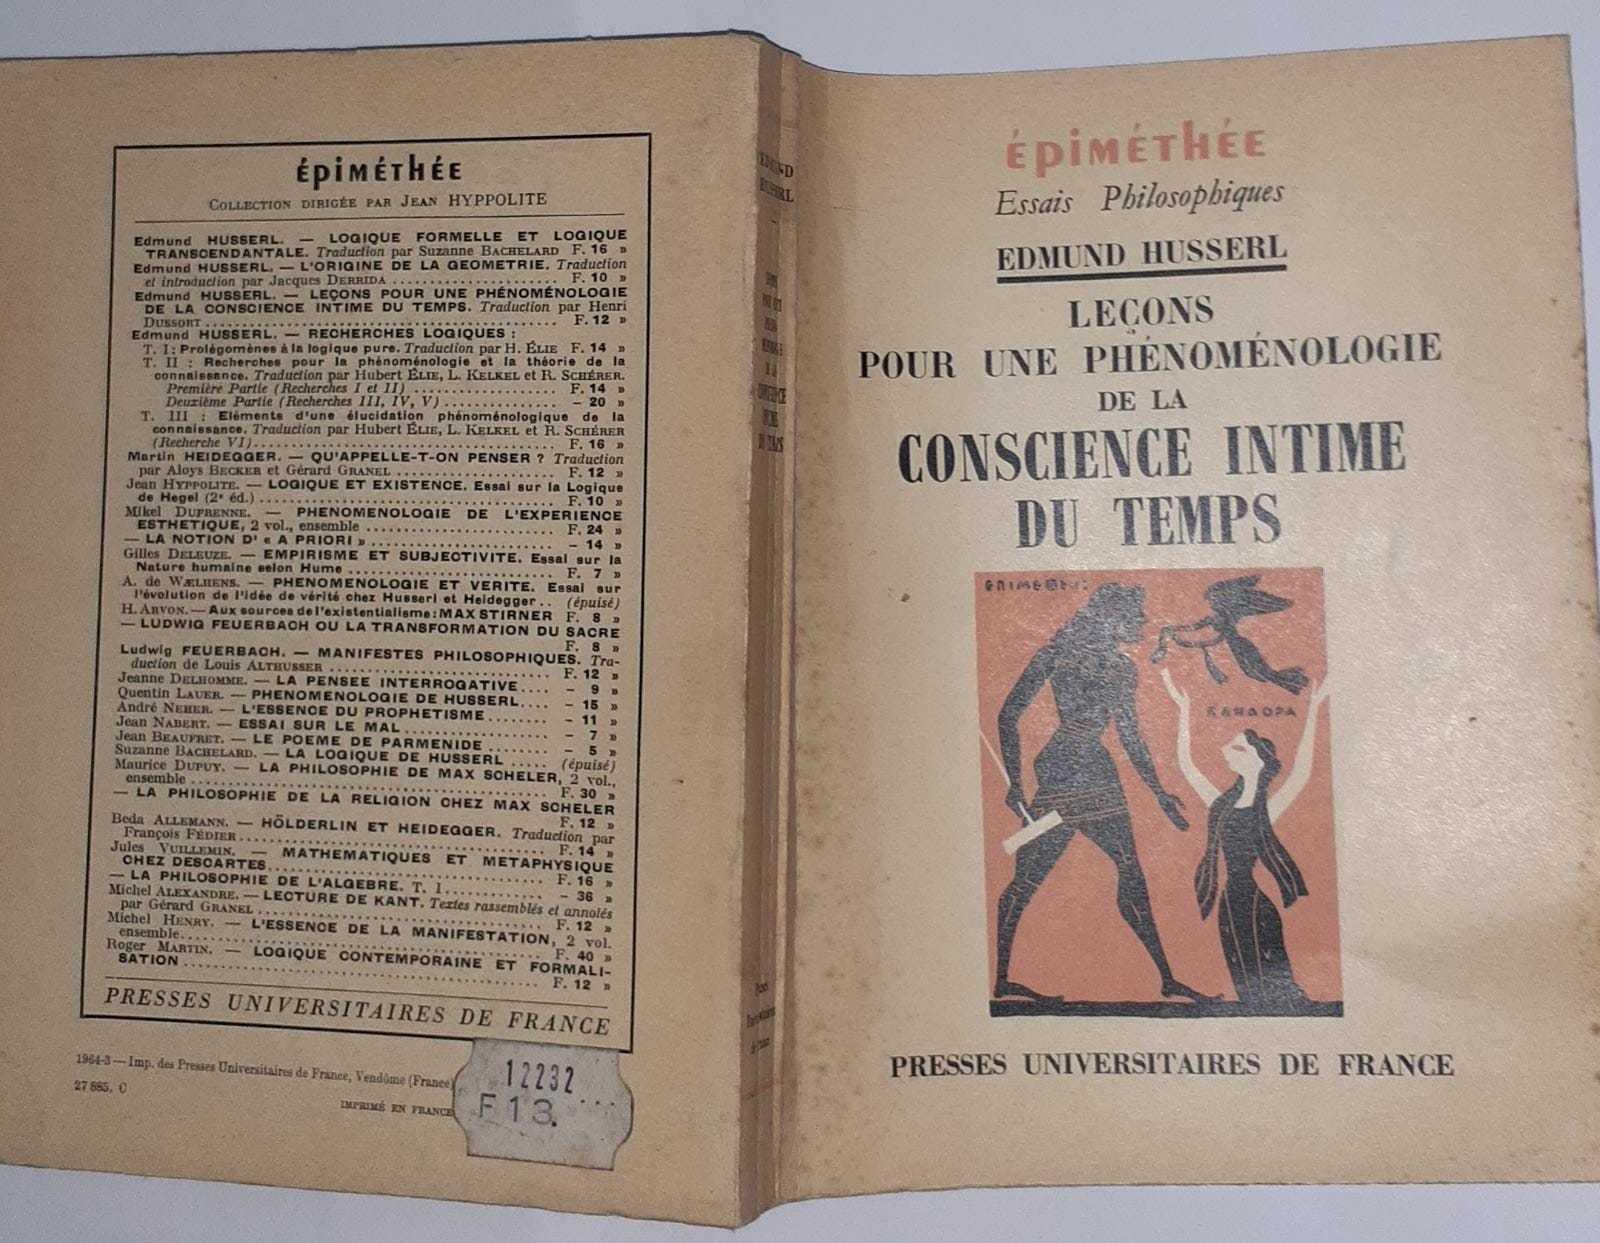 épiméthée
COLLECTION DIRIGÉE PAR JEAN HYPPOLITE
Edmund HUSSERL. — LOGIQUE FORMELLE ET LOGIQUE
TRANSCENDANTALE. Traduction par Suzanne BACHELARD F. 16 »
Edmund HUSSERL. — L'ORIGINE DE LA GEOMETRIE. Traduction
et introduction par Jacques DERRIDA .................... F. 10 »
Edmund HUSSERL. — LEÇONS POUR UNE PHÉNOMÉNOLOGIE
DE LA CONSCIENCE INTIME DU TEMPS. Traduction par Henri
DUSSORT .................... F. 12 »
Edmund HUSSERL. — RECHERCHES LOGIQUES :
T. I : Prolégomènes à la logique pure. Traduction par H. ÉLIE F. 14 »
T. II : Recherches pour la phénoménologie et la théorie de la
connaissance. Traduction par Hubert ÉLIE, L. KELKEL et R. SCHÉRER.
Première Partie (Recherches I et II) .................... F. 14 »
Deuxième Partie (Recherches III, IV, V) .................... – 20 »
T. III : Eléments d'une élucidation phénoménologique de la
connaissance. Traduction par Hubert ÉLIE, L. KELKEL et R. SCHÉRER
(Recherche VI) .................... F. 16 »
Martin HEIDEGGER. — QU'APPELLE-T-ON PENSER ? Traduction
par Aloys BECKER et Gérard GRANEL .................... F. 12 »
Jean HYPPOLITE. — LOGIQUE ET EXISTENCE. Essai sur la Logique
de Hegel (2e éd.) .................... F. 10 »
Mikel DUFRENNE. — PHENOMENOLOGIE DE L'EXPERIENCE
ESTHETIQUE, 2 vol., ensemble .................... F. 24 »
— LA NOTION D' « A PRIORI » .................... – 14 »
Gilles DELEUZE. — EMPIRISME ET SUBJECTIVITE. Essai sur la
Nature humaine selon Hume .................... F. 7 »
A. de WÆLHENS. — PHENOMENOLOGIE ET VERITE. Essai sur
l'évolution de l'idée de vérité chez Husserl et Heidegger .. (épuisé)
H. ARVON. — Aux sources de l'existentialisme : MAX STIRNER F. 8 »
— LUDWIG FEUERBACH OU LA TRANSFORMATION DU SACRE
F. 8 »
Ludwig FEUERBACH. — MANIFESTES PHILOSOPHIQUES. Tra-
duction de Louis ALTHUSSER .................... F. 12 »
Jeanne DELHOMME. — LA PENSEE INTERROGATIVE .... – 9 »
Quentin LAUER. — PHENOMENOLOGIE DE HUSSERL .... – 15 »
André NEHER. — L'ESSENCE DU PROPHETISME ........ – 11 »
Jean NABERT. — ESSAI SUR LE MAL .................... – 7 »
Jean BEAUFRET. — LE POEME DE PARMENIDE ........ – 5 »
Suzanne BACHELARD. — LA LOGIQUE DE HUSSERL ..... (épuisé)
Maurice DUPUY. — LA PHILOSOPHIE DE MAX SCHELER, 2 vol.,
ensemble .................... F. 30 »
— LA PHILOSOPHIE DE LA RELIGION CHEZ MAX SCHELER
F. 12 »
Beda ALLEMANN. — HÖLDERLIN ET HEIDEGGER. Traduction par
François FÉDIER .................... F. 14 »
Jules VUILLEMIN. — MATHEMATIQUES ET METAPHYSIQUE
CHEZ DESCARTES .................... F. 16 »
— LA PHILOSOPHIE DE L'ALGEBRE. T. I .................... – 36 »
Michel ALEXANDRE. — LECTURE DE KANT. Textes rassemblés et annotés
par Gérard GRANEL .................... F. 12 »
Michel HENRY. — L'ESSENCE DE LA MANIFESTATION, 2 vol.
ensemble .................... F. 40 »
Roger MARTIN. — LOGIQUE CONTEMPORAINE ET FORMALI-
SATION .................... F. 12 »
PRESSES UNIVERSITAIRES DE FRANCE
1964-3 — Imp. des Presses Universitaires de France, Vendôme (France)
27 885. C
IMPRIMÉ EN FRANCE
12232
F 13.
EDMUND
HUSSERL
CONSCIENCE
INTIME
DU TEMPS
Presses
Universitaires
de France
épiméthée
Essais Philosophiques
EDMUND HUSSERL
LEÇONS
POUR UNE PHÉNOMÉNOLOGIE
DE LA
CONSCIENCE INTIME
DU TEMPS
PRESSES UNIVERSITAIRES DE FRANCE